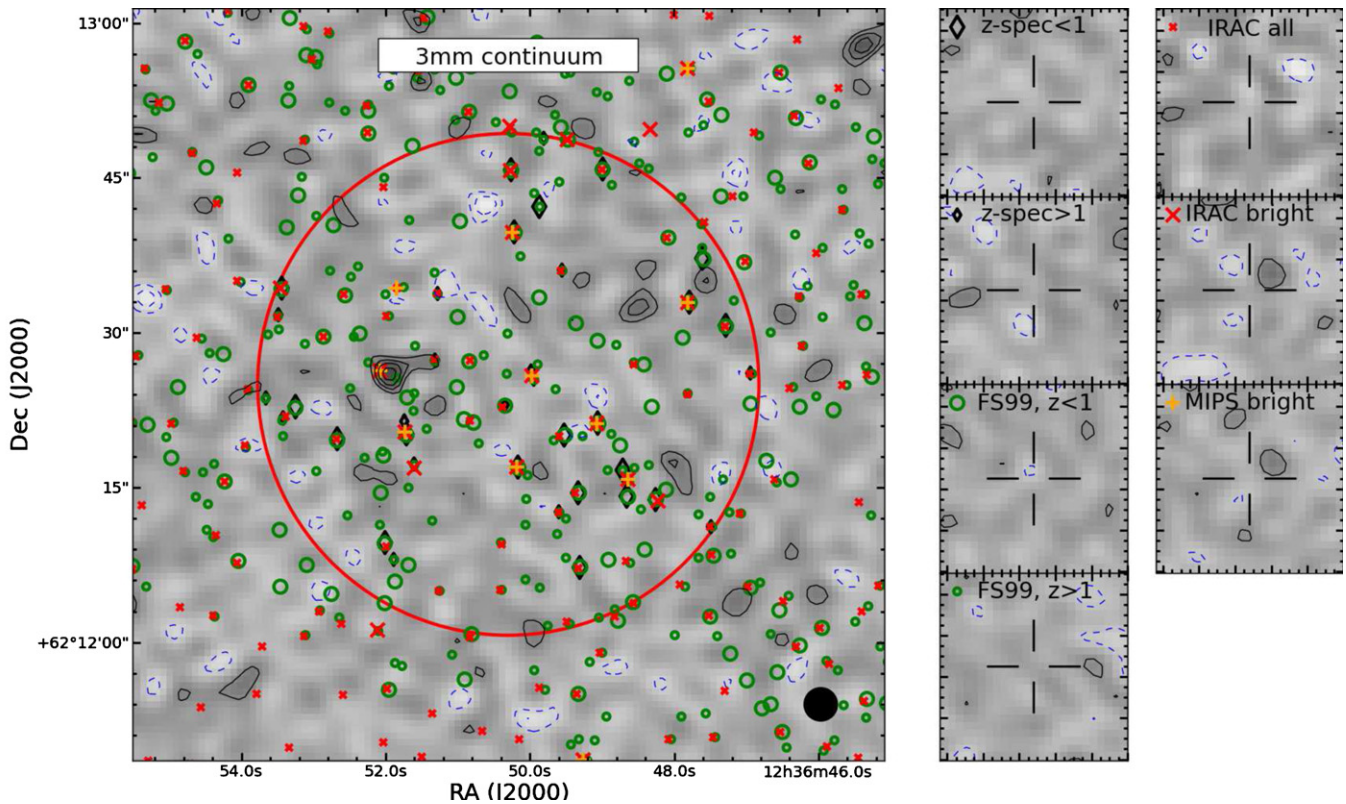 3mm continuum
13'00"
45"
30"
15"
+62°12'00"
Dec (J2000)
54.0s
52.0s
50.0s
48.0s
12h36m46.0s
RA (J2000)
z-spec<1
z-spec>1
FS99, z<1
FS99, z>1
IRAC all
IRAC bright
MIPS bright